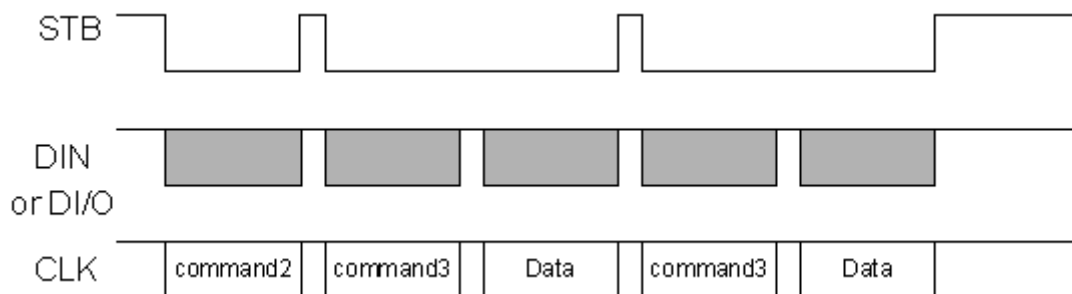 STB
DIN
or DI/O
CLK command2 command3 Data command3 Data